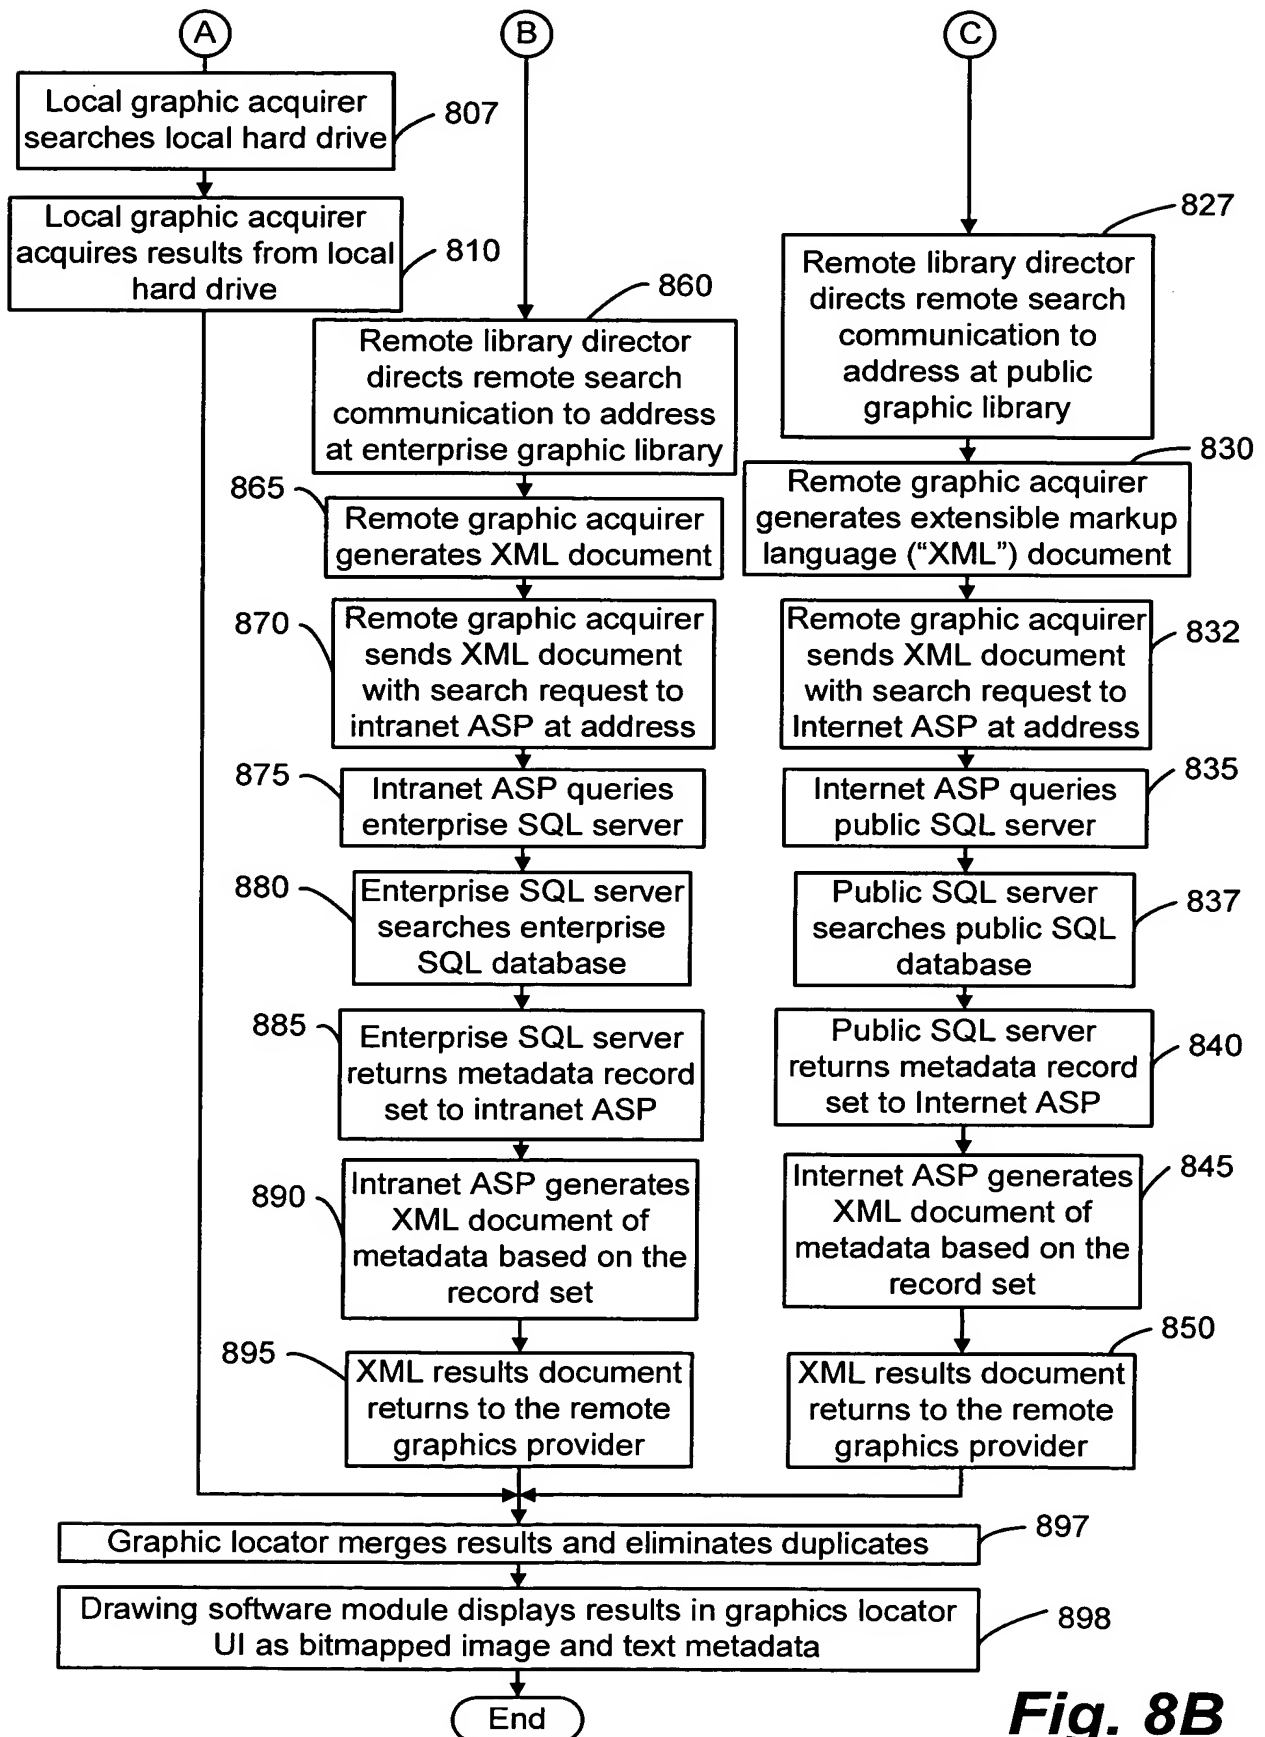 A
Local graphic acquirer
searches local hard drive
807
Local graphic acquirer
acquires results from local
hard drive
810
B
860
Remote library director
directs remote search
communication to address
at enterprise graphic library
865
Remote graphic acquirer
generates XML document
870
Remote graphic acquirer
sends XML document
with search request to
intranet ASP at address
875
Intranet ASP queries
enterprise SQL server
880
Enterprise SQL server
searches enterprise
SQL database
885
Enterprise SQL server
returns metadata record
set to intranet ASP
890
Intranet ASP generates
XML document of
metadata based on the
record set
895
XML results document
returns to the remote
graphics provider
C
827
Remote library director
directs remote search
communication to
address at public
graphic library
830
Remote graphic acquirer
generates extensible markup
language (“XML”) document
Remote graphic acquirer
sends XML document
with search request to
Internet ASP at address
832
Internet ASP queries
public SQL server
835
Public SQL server
searches public SQL
database
837
Public SQL server
returns metadata record
set to Internet ASP
840
Internet ASP generates
XML document of
metadata based on the
record set
845
850
XML results document
returns to the remote
graphics provider
Graphic locator merges results and eliminates duplicates
897
Drawing software module displays results in graphics locator
UI as bitmapped image and text metadata
898
End
Fig. 8B